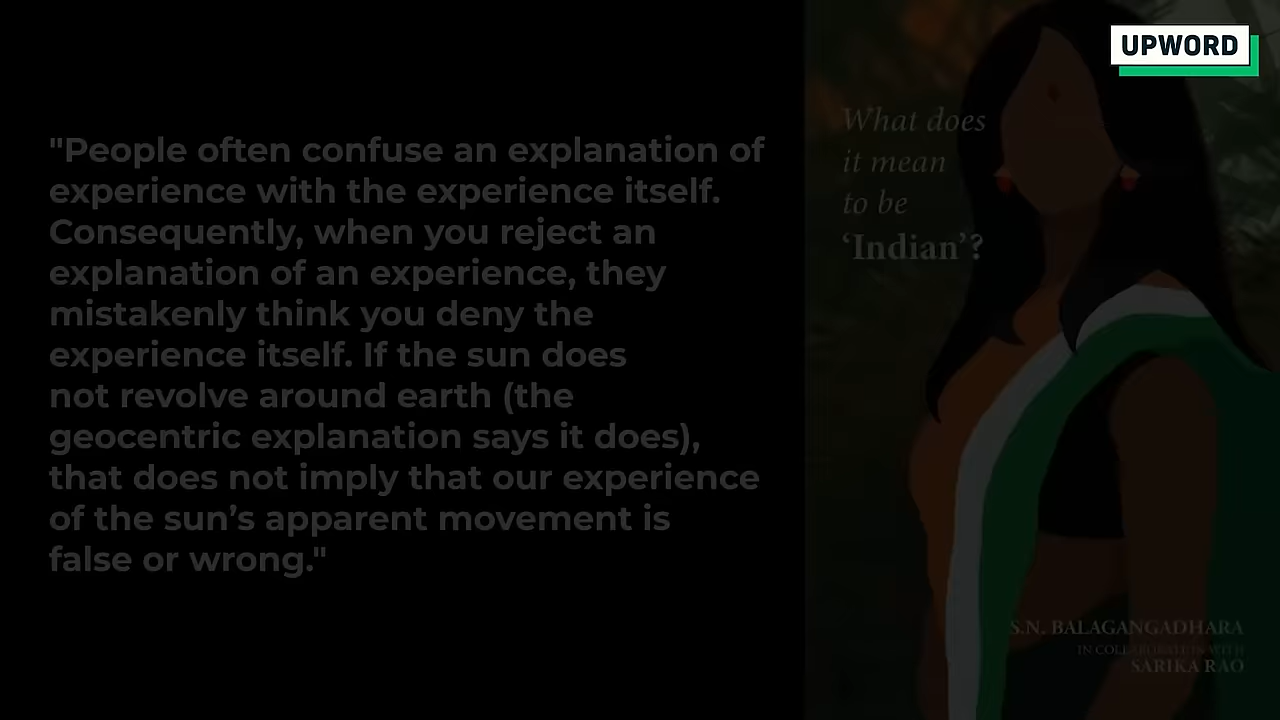 UPWORD
"People often confuse an explanation of
experience with the experience itself.
Consequently, when you reject an
explanation of an experience, they
mistakenly think you deny the
experience itself. If the sun does
not revolve around earth (the
geocentric explanation says it does),
that does not imply that our experience
of the sun’s apparent movement is
false or wrong."
What does
it mean
to be
‘Indian’?
S.N. BALAGANGADHARA
IN COLLABORATION WITH
SARIKA RAO